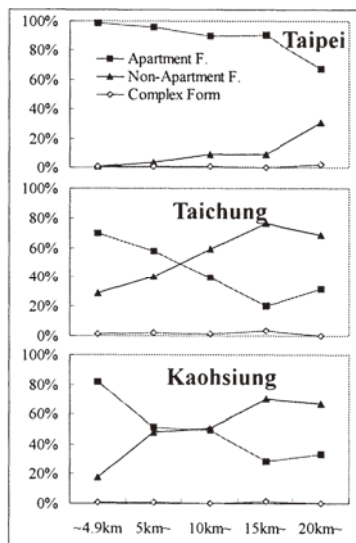 100%
Taipei
80%
Apartment F.
Non-Apartment F.
60%
Complex Form
40%
20%
0%
100%
Taichung
80%
60%
40%
20%
0%
100%
Kaohsiung
80%
60%
40%
20%
0%
~4.9km 5km~ 10km~ 15km~ 20km~